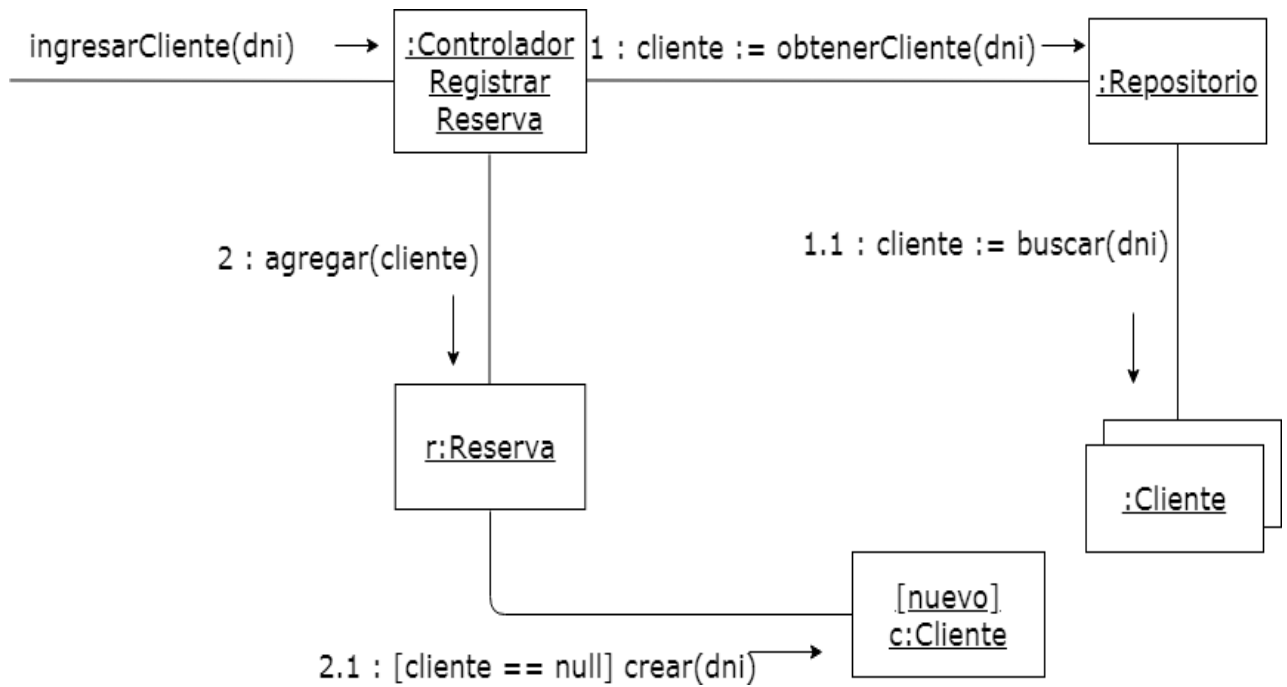 ingresarCliente(dni)
:Controlador
Registrar
Reserva
1 : cliente := obtenerCliente(dni)
:Repositorio
2 : agregar(cliente)
1.1 : cliente := buscar(dni)
r:Reserva
:Cliente
[nuevo]
c:Cliente
2.1 : [cliente == null] crear(dni)